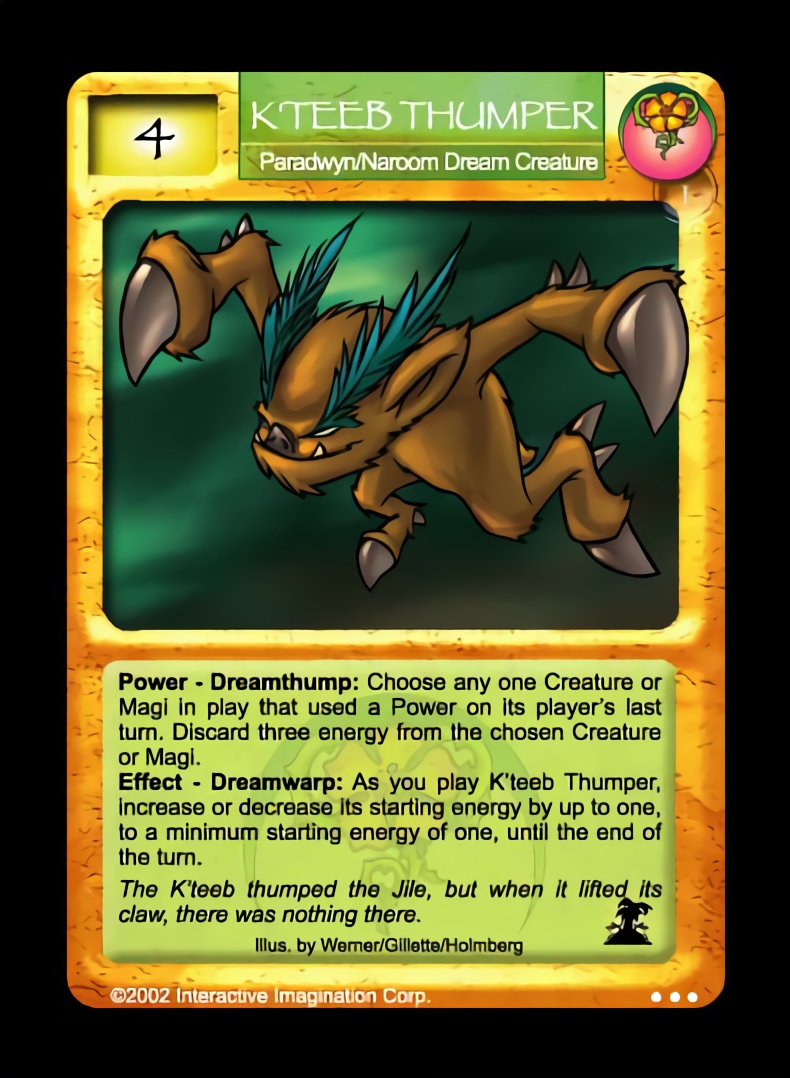 4
K'TEEB THUMPER
Paradwyn/Naroom Dream Creature
Power - Dreamthump: Choose any one Creature or
Magi in play that used a Power on its player's last
turn. Discard three energy from the chosen Creature
or Magi.
Effect - Dreamwarp: As you play K'teeb Thumper,
increase or decrease its starting energy by up to one,
to a minimum starting energy of one, until the end of
the turn.
The K'teeb thumped the Jile, but when it lifted its
claw, there was nothing there.
Illus. by Werner/Gillette/Holmberg
©2002 Interactive Imagination Corp.